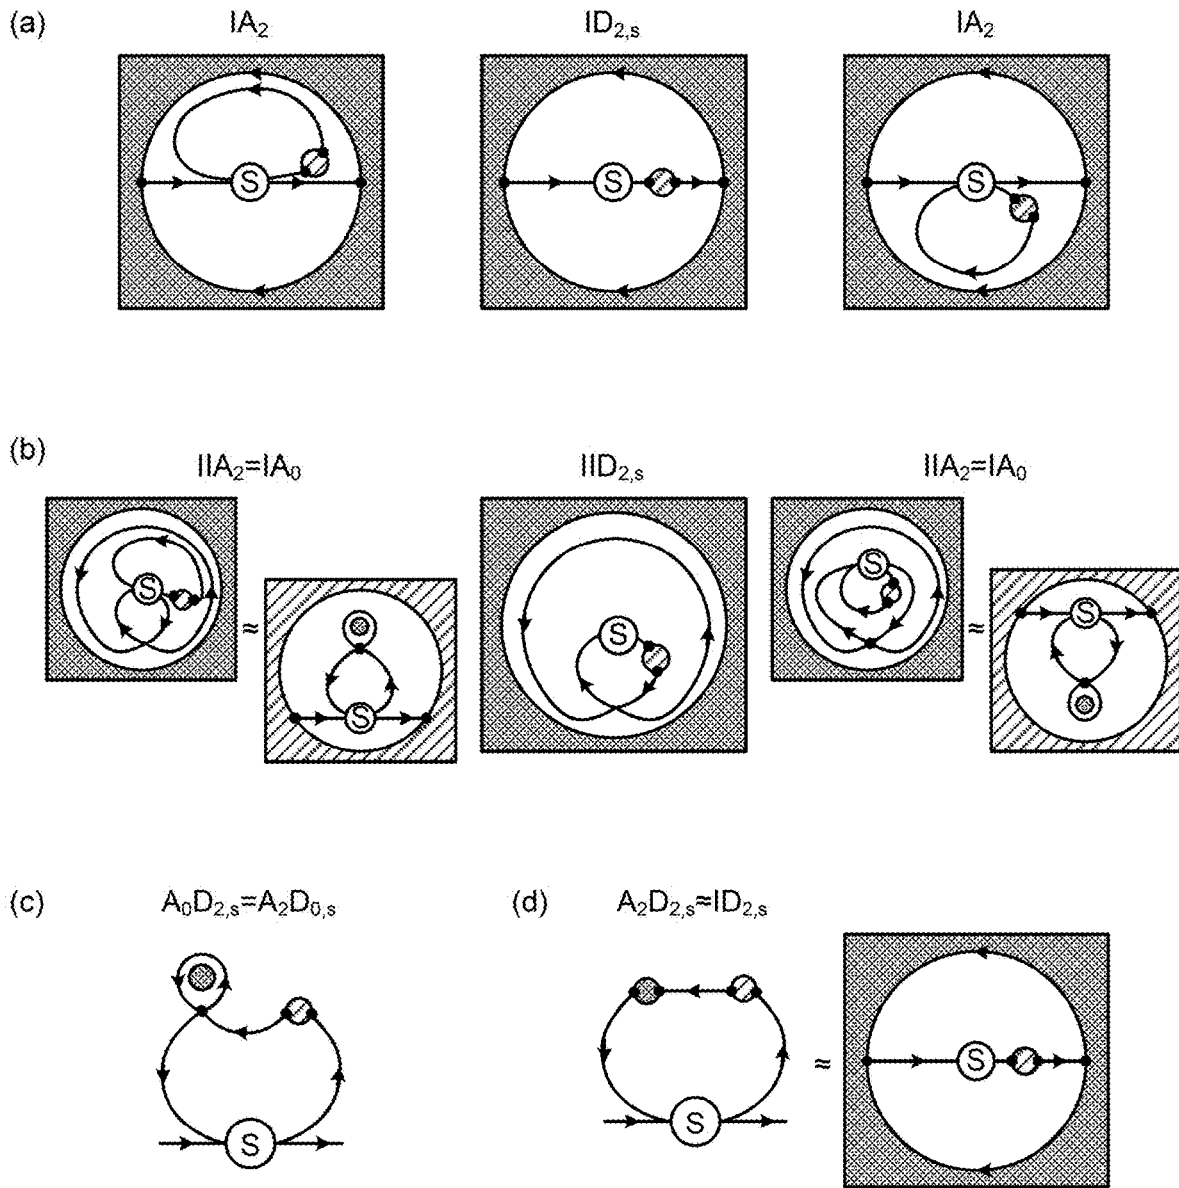 (a) IA₂ ID₂,ₛ IA₂
S S S
(b) IIA₂=IA₀ IID₂,ₛ IIA₂=IA₀
S ≈ S S S ≈ S
(c) A₀D₂,ₛ=A₂D₀,ₛ (d) A₂D₂,ₛ≈ID₂,ₛ
S S ≈ S